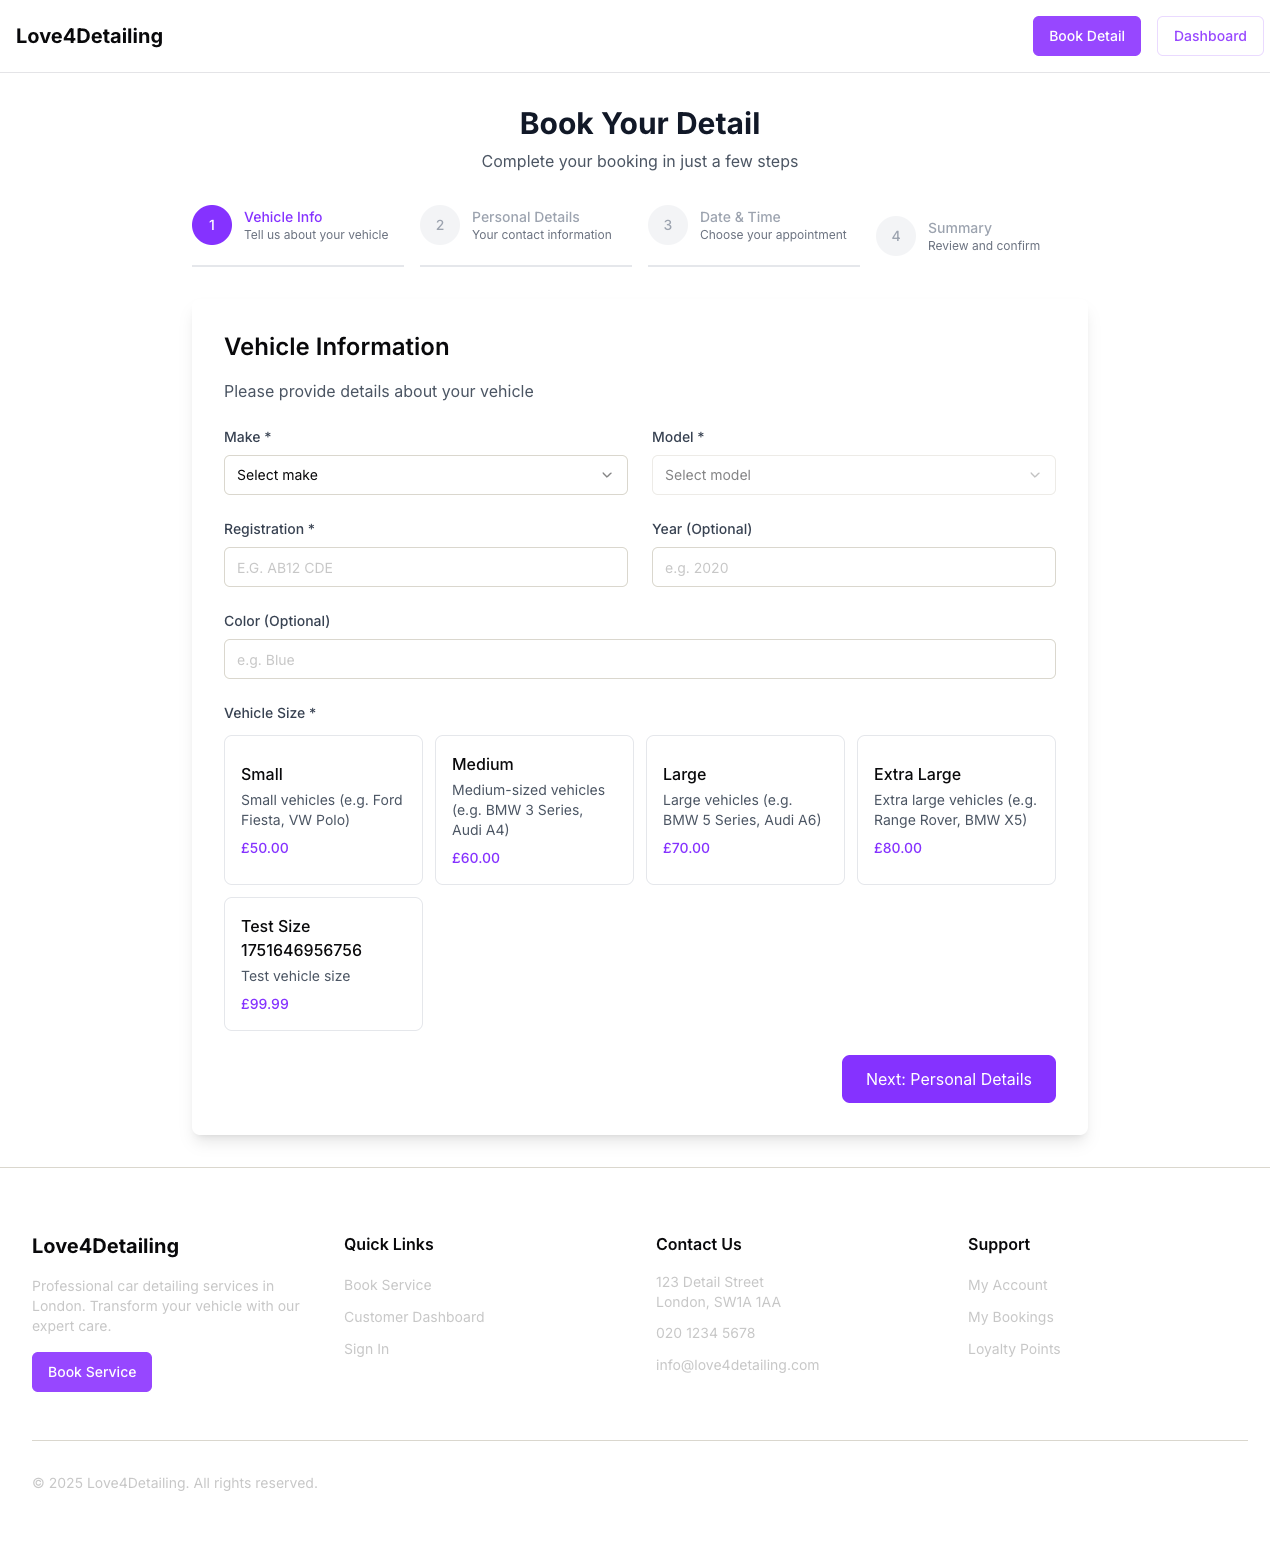 Love4Detailing
Book Detail
Dashboard
Book Your Detail
Complete your booking in just a few steps
1
Vehicle Info
Tell us about your vehicle
2
Personal Details
Your contact information
3
Date & Time
Choose your appointment
4
Summary
Review and confirm
Vehicle Information
Please provide details about your vehicle
Make *
Model *
Select make
Select model
Registration *
Year (Optional)
E.G. AB12 CDE
e.g. 2020
Color (Optional)
e.g. Blue
Vehicle Size *
Small
Small vehicles (e.g. Ford
Fiesta, VW Polo)
£50.00
Medium
Medium-sized vehicles
(e.g. BMW 3 Series,
Audi A4)
£60.00
Large
Large vehicles (e.g.
BMW 5 Series, Audi A6)
£70.00
Extra Large
Extra large vehicles (e.g.
Range Rover, BMW X5)
£80.00
Test Size
1751646956756
Test vehicle size
£99.99
Next: Personal Details
Love4Detailing
Professional car detailing services in
London. Transform your vehicle with our
expert care.
Book Service
Quick Links
Book Service
Customer Dashboard
Sign In
Contact Us
123 Detail Street
London, SW1A 1AA
020 1234 5678
info@love4detailing.com
Support
My Account
My Bookings
Loyalty Points
© 2025 Love4Detailing. All rights reserved.